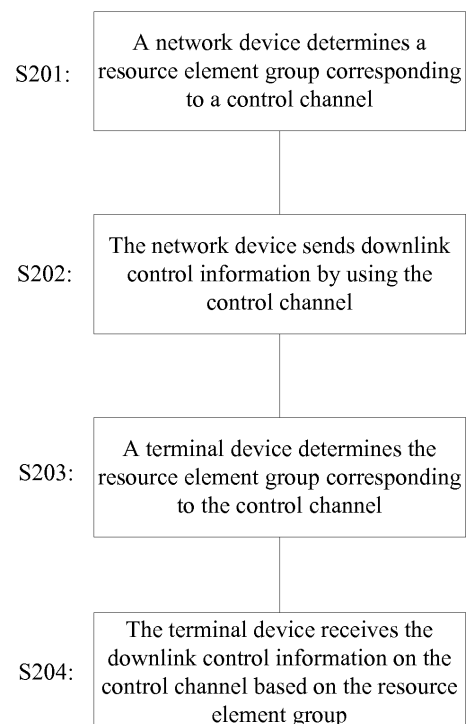 A network device determines a
S201: resource element group corresponding
to a control channel
The network device sends downlink
S202: control information by using the
control channel
A terminal device determines the
S203: resource element group corresponding
to the control channel
The terminal device receives the
downlink control information on the
S204: control channel based on the resource
element group